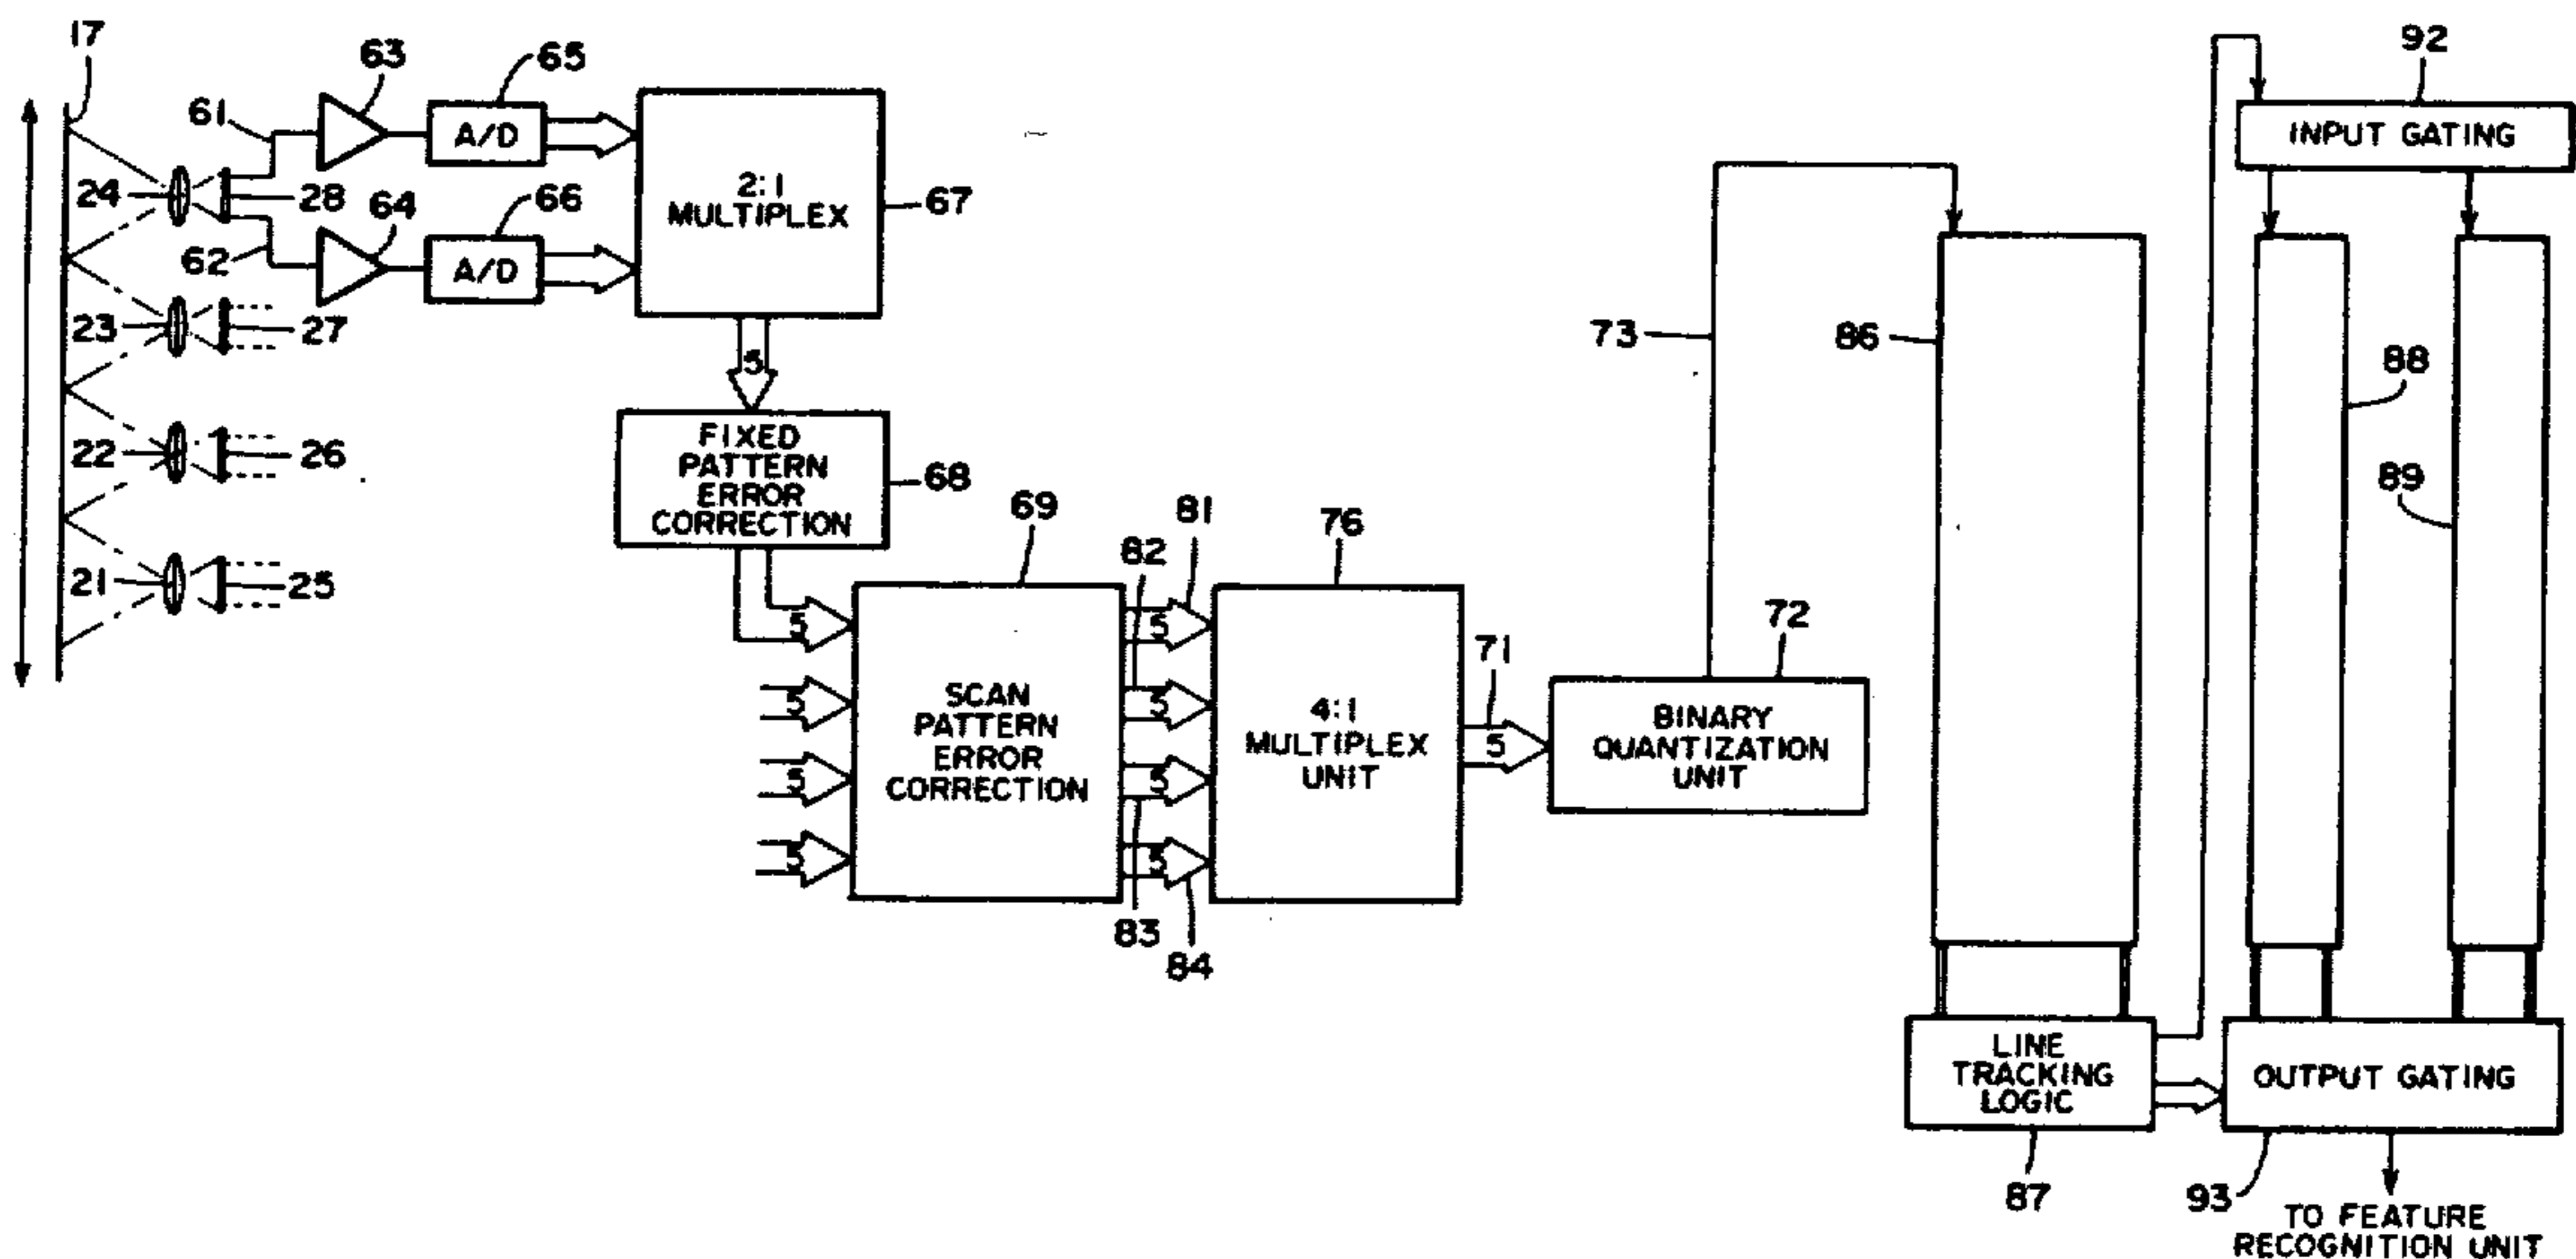 17
63
65
92
61
A/D
INPUT GATING
24
28
64
66
2:1
MULTIPLEX
67
62
A/D
23
27
5
73
86
88
22
26
FIXED
PATTERN
ERROR
CORRECTION
68
89
69
81
76
82
21
25
5
5
72
71
5
5
SCAN
PATTERN
ERROR
CORRECTION
4:1
MULTIPLEX
UNIT
5
BINARY
QUANTIZATION
UNIT
5
5
5
5
83
84
LINE
TRACKING
LOGIC
OUTPUT GATING
87
93
TO FEATURE
RECOGNITION UNIT